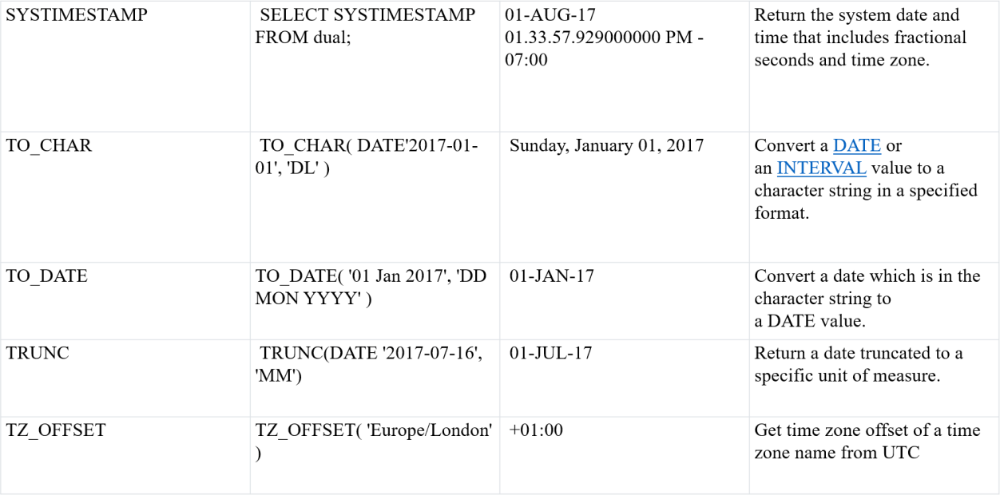 SYSTIMESTAMP
SELECT SYSTIMESTAMP
FROM dual;
01-AUG-17
01.33.57.929000000 PM -
07:00
Return the system date and
time that includes fractional
seconds and time zone.
TO_CHAR
TO_CHAR( DATE'2017-01-
01', 'DL' )
Sunday, January 01, 2017
Convert a DATE or
an INTERVAL value to a
character string in a specified
format.
TO_DATE
TO_DATE( '01 Jan 2017', 'DD
MON YYYY' )
01-JAN-17
Convert a date which is in the
character string to
a DATE value.
TRUNC
TRUNC(DATE '2017-07-16',
'MM')
01-JUL-17
Return a date truncated to a
specific unit of measure.
TZ_OFFSET
TZ_OFFSET( 'Europe/London'
)
+01:00
Get time zone offset of a time
zone name from UTC